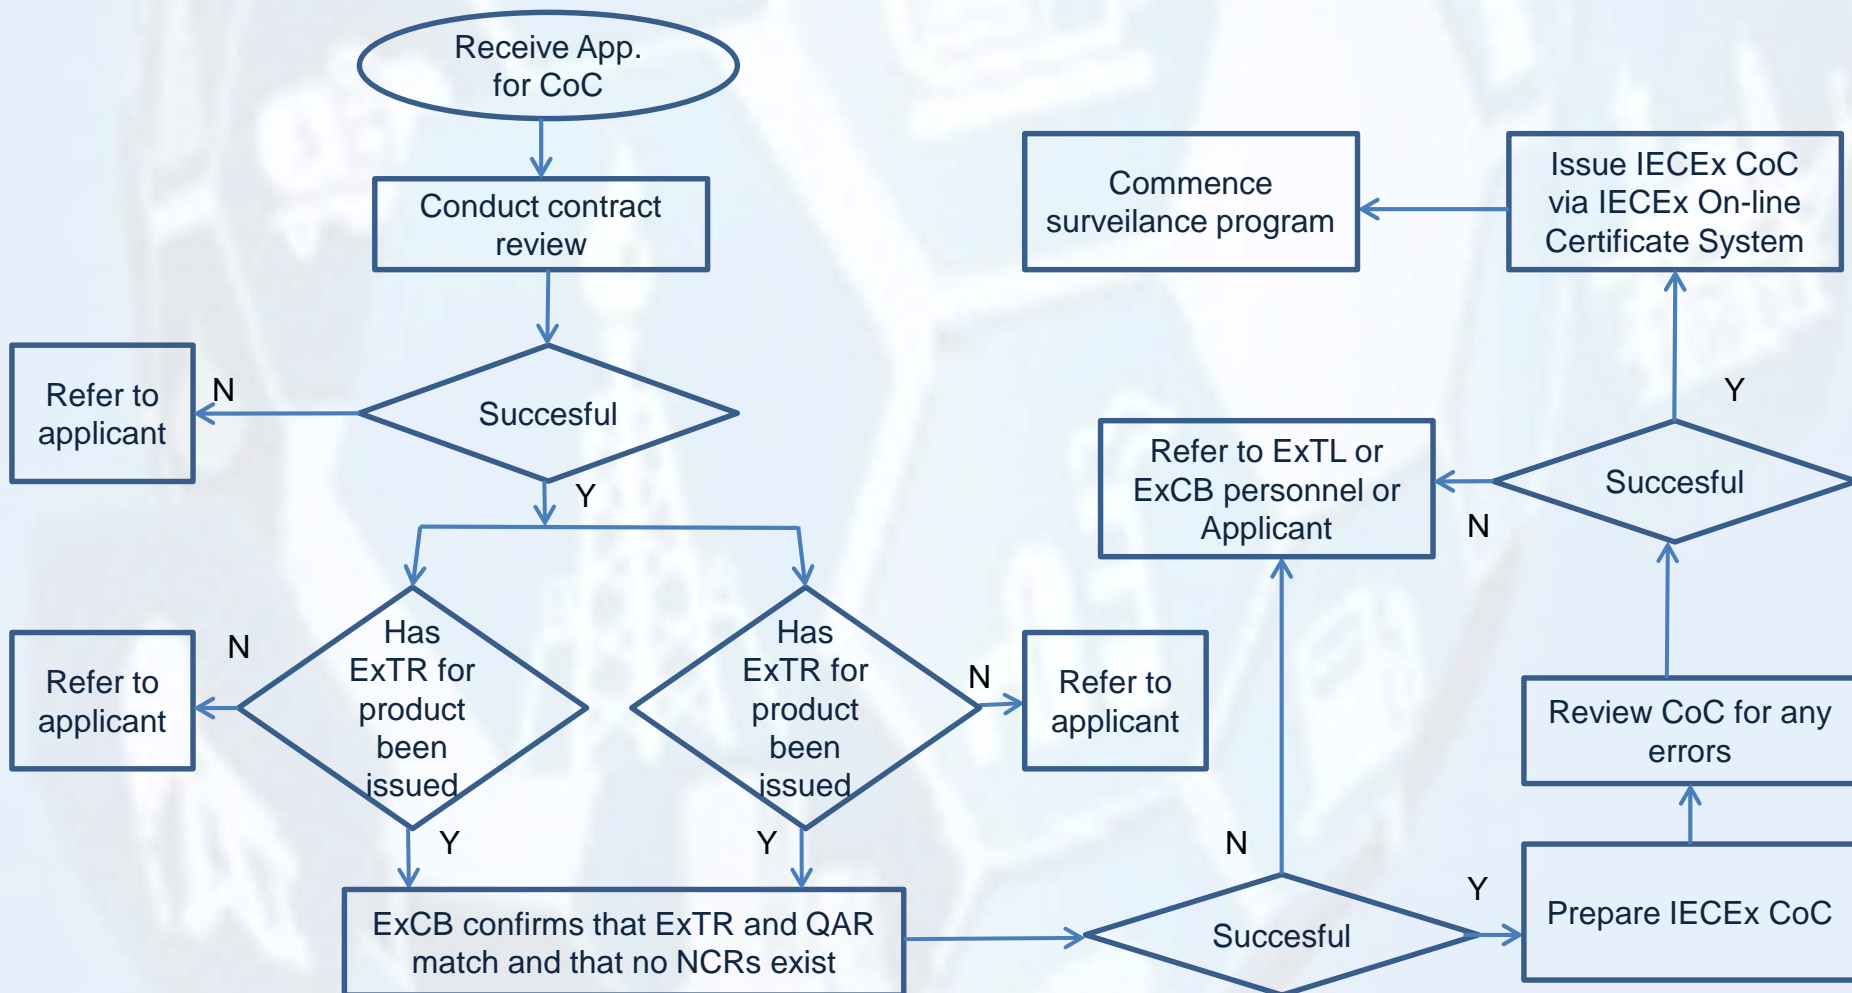 Receive App.
for CoC
Conduct contract
review
Succesful
N
Refer to
applicant
Y
Has
ExTR for
product
been
issued
N
Refer to
applicant
Y
Has
ExTR for
product
been
issued
N
Refer to
applicant
Y
ExCB confirms that ExTR and QAR
match and that no NCRs exist
Succesful
N
Refer to ExTL or
ExCB personnel or
Applicant
Y
Prepare IECEx CoC
Review CoC for any
errors
Succesful
N
Y
Issue IECEx CoC
via IECEx On-line
Certificate System
Commence
surveilance program